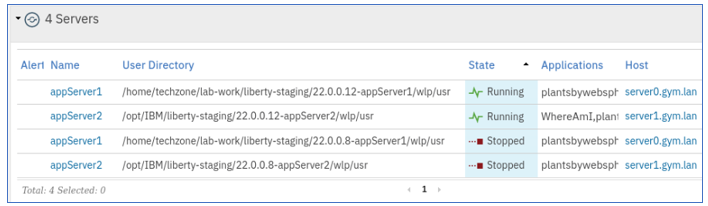 4 Servers
Alert Name User Directory State Applications Host
appServer1 /home/techzone/lab-work/liberty-staging/22.0.0.12-appServer1/wlp/usr Running plantsbywebsph server0.gym.lan
appServer2 /opt/IBM/liberty-staging/22.0.0.12-appServer2/wlp/usr Running WhereAmI,plant server1.gym.lan
appServer1 /home/techzone/lab-work/liberty-staging/22.0.0.8-appServer1/wlp/usr Stopped plantsbywebsph server0.gym.lan
appServer2 /opt/IBM/liberty-staging/22.0.0.8-appServer2/wlp/usr Stopped plantsbywebsph server1.gym.lan
Total: 4 Selected: 0 1